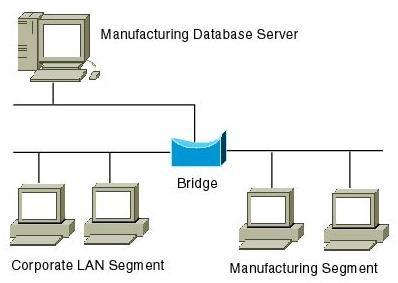 Manufacturing Database Server
Bridge
Corporate LAN Segment
Manufacturing Segment